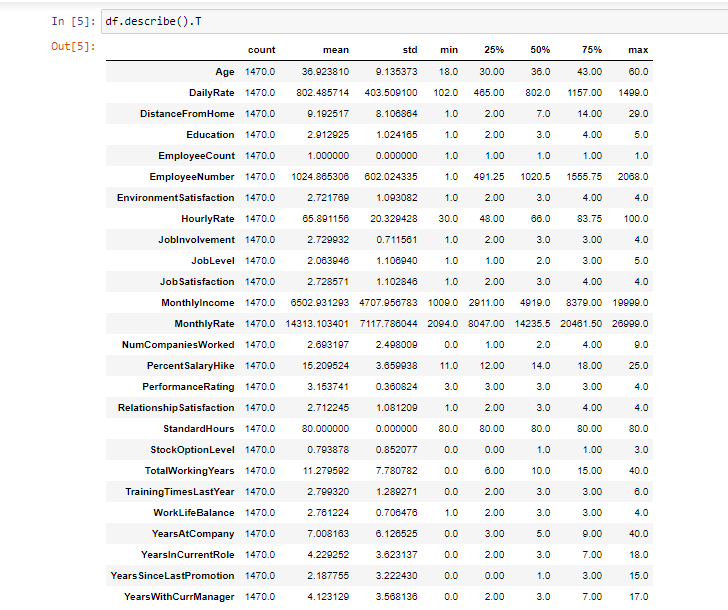 In [5]: df.describe().T
Out[5]:
count mean std min 25% 50% 75% max
Age 1470.0 36.923810 9.135373 18.0 30.00 36.0 43.00 60.0
DailyRate 1470.0 802.485714 403.509100 102.0 465.00 802.0 1157.00 1499.0
DistanceFromHome 1470.0 9.192517 8.106864 1.0 2.00 7.0 14.00 29.0
Education 1470.0 2.912925 1.024165 1.0 2.00 3.0 4.00 5.0
EmployeeCount 1470.0 1.000000 0.000000 1.0 1.00 1.0 1.00 1.0
EmployeeNumber 1470.0 1024.865306 602.024335 1.0 491.25 1020.5 1555.75 2068.0
EnvironmentSatisfaction 1470.0 2.721769 1.093082 1.0 2.00 3.0 4.00 4.0
HourlyRate 1470.0 65.891156 20.329428 30.0 48.00 66.0 83.75 100.0
JobInvolvement 1470.0 2.729932 0.711561 1.0 2.00 3.0 3.00 4.0
JobLevel 1470.0 2.063946 1.106940 1.0 1.00 2.0 3.00 5.0
JobSatisfaction 1470.0 2.728571 1.102846 1.0 2.00 3.0 4.00 4.0
MonthlyIncome 1470.0 6502.931293 4707.956783 1009.0 2911.00 4919.0 8379.00 19999.0
MonthlyRate 1470.0 14313.103401 7117.786044 2094.0 8047.00 14235.5 20461.50 26999.0
NumCompaniesWorked 1470.0 2.693197 2.498009 0.0 1.00 2.0 4.00 9.0
PercentSalaryHike 1470.0 15.209524 3.659938 11.0 12.00 14.0 18.00 25.0
PerformanceRating 1470.0 3.153741 0.360824 3.0 3.00 3.0 3.00 4.0
RelationshipSatisfaction 1470.0 2.712245 1.081209 1.0 2.00 3.0 4.00 4.0
StandardHours 1470.0 80.000000 0.000000 80.0 80.00 80.0 80.00 80.0
StockOptionLevel 1470.0 0.793878 0.852077 0.0 0.00 1.0 1.00 3.0
TotalWorkingYears 1470.0 11.279592 7.780782 0.0 6.00 10.0 15.00 40.0
TrainingTimesLastYear 1470.0 2.799320 1.289271 0.0 2.00 3.0 3.00 6.0
WorkLifeBalance 1470.0 2.761224 0.706476 1.0 2.00 3.0 3.00 4.0
YearsAtCompany 1470.0 7.008163 6.126525 0.0 3.00 5.0 9.00 40.0
YearsInCurrentRole 1470.0 4.229252 3.623137 0.0 2.00 3.0 7.00 18.0
YearsSinceLastPromotion 1470.0 2.187755 3.222430 0.0 0.00 1.0 3.00 15.0
YearsWithCurrManager 1470.0 4.123129 3.568136 0.0 2.00 3.0 7.00 17.0